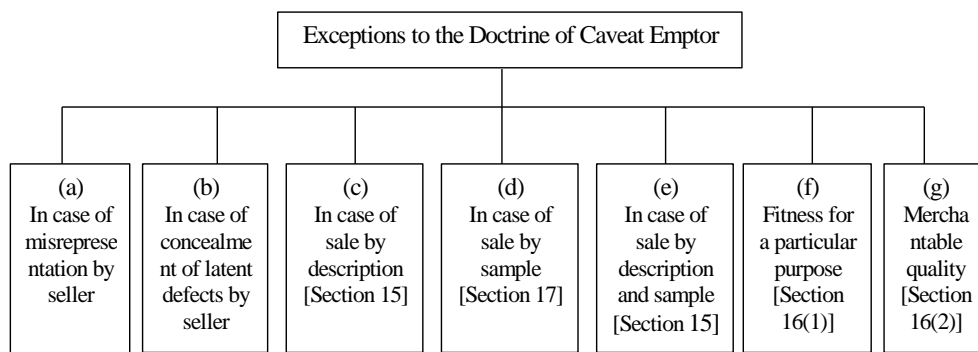 Exceptions to the Doctrine of Caveat Emptor
(a)
In case of
misreprese
ntation by
seller
(b)
In case of
concealme
nt of latent
defects by
seller
(c)
In case of
sale by
description
[Section 15]
(d)
In case of
sale by
sample
[Section 17]
(e)
In case of
sale by
description
and sample
[Section 15]
(f)
Fitness for
a particular
purpose
[Section
16(1)]
(g)
Mercha
ntable
quality
[Section
16(2)]